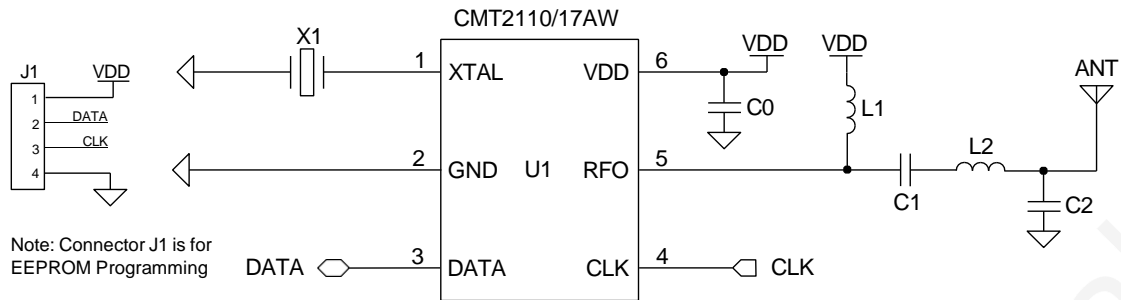 CMT2110/17AW
J1
VDD
1
2
DATA
3
CLK
4
Note: Connector J1 is for
EEPROM Programming
X1
1
XTAL
VDD
6
VDD
VDD
ANT
C0
L1
2
GND
U1
RFO
5
C1
L2
C2
DATA
3
DATA
CLK
4
CLK